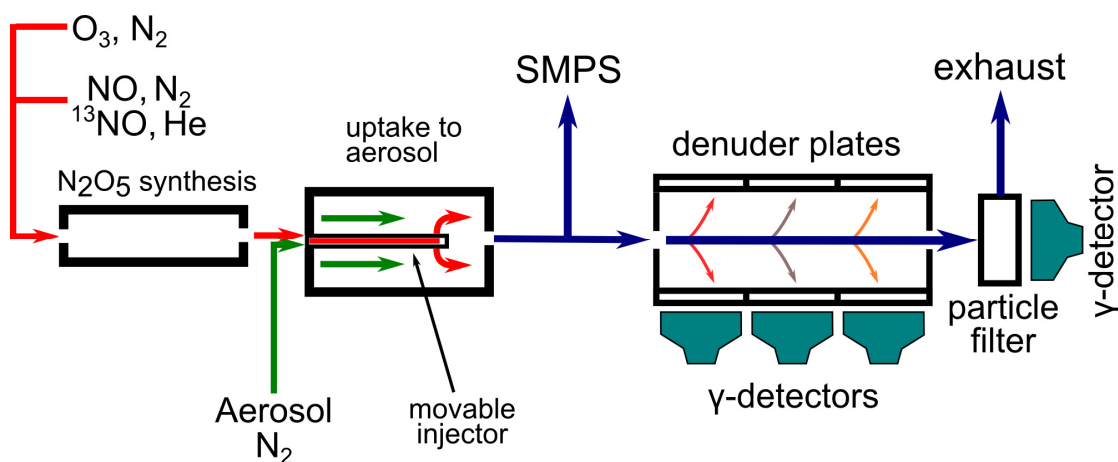 O₃, N₂
NO, N₂
¹³NO, He
N₂O₅ synthesis
uptake to
aerosol
Aerosol
N₂
movable
injector
SMPS
denuder plates
γ-detectors
exhaust
particle
filter
γ-detector